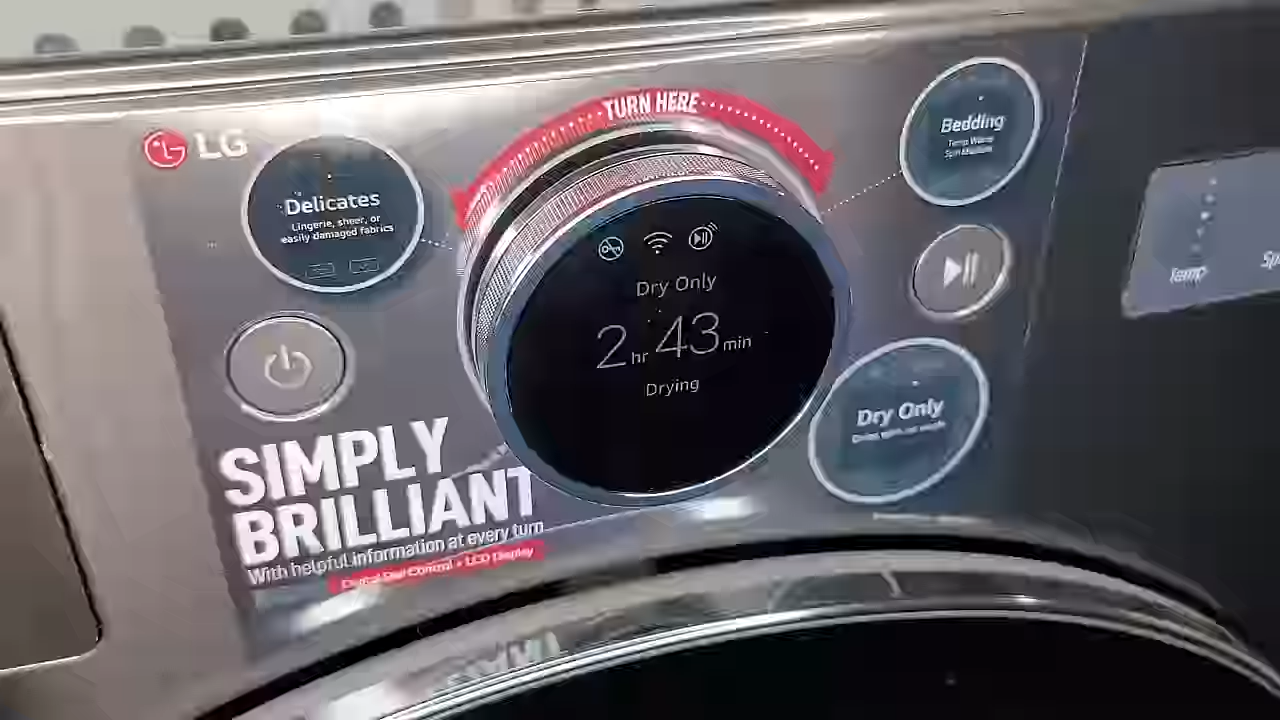 LG
TURN HERE
Delicates
Lingerie, sheer, or
easily damaged fabrics
Bedding
Temp Warm
Spin Medium
Dry Only
2 hr 43 min
Drying
Dry Only
Temp
SIMPLY
BRILLIANT
With helpful information at every turn
Digital Dial Control + LCD Display